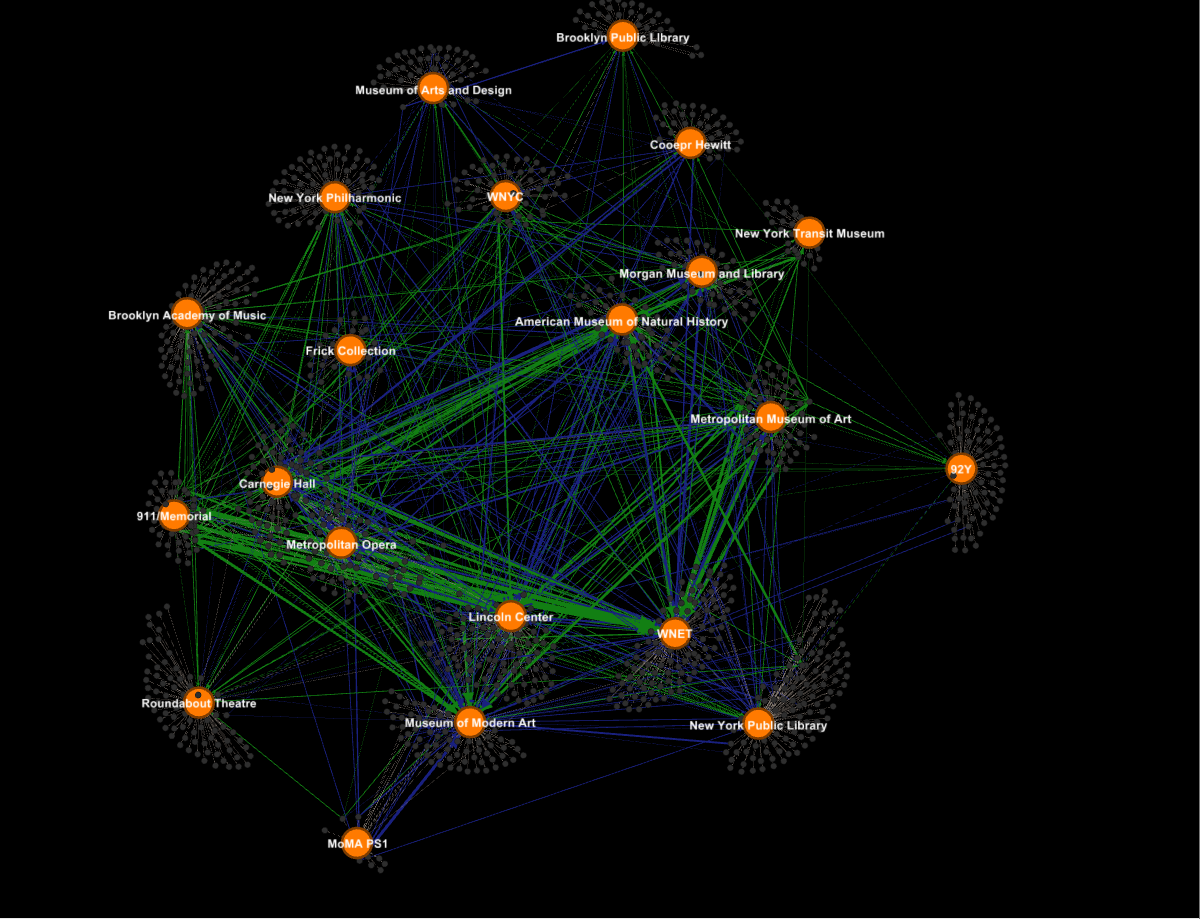 Brooklyn Public LIbrary
Museum of Arts and Design
Cooepr Hewitt
New York Philharmonic
WNYC
New York Transit Museum
Morgan Museum and Library
Brooklyn Academy of Music
American Museum of Natural History
Frick Collection
Metropolitan Museum of Art
92Y
Carnegie Hall
911/Memorial
Metropolitan Opera
Lincoln Center
WNET
Roundabout Theatre
Museum of Modern Art
New York Public Library
MoMA PS1